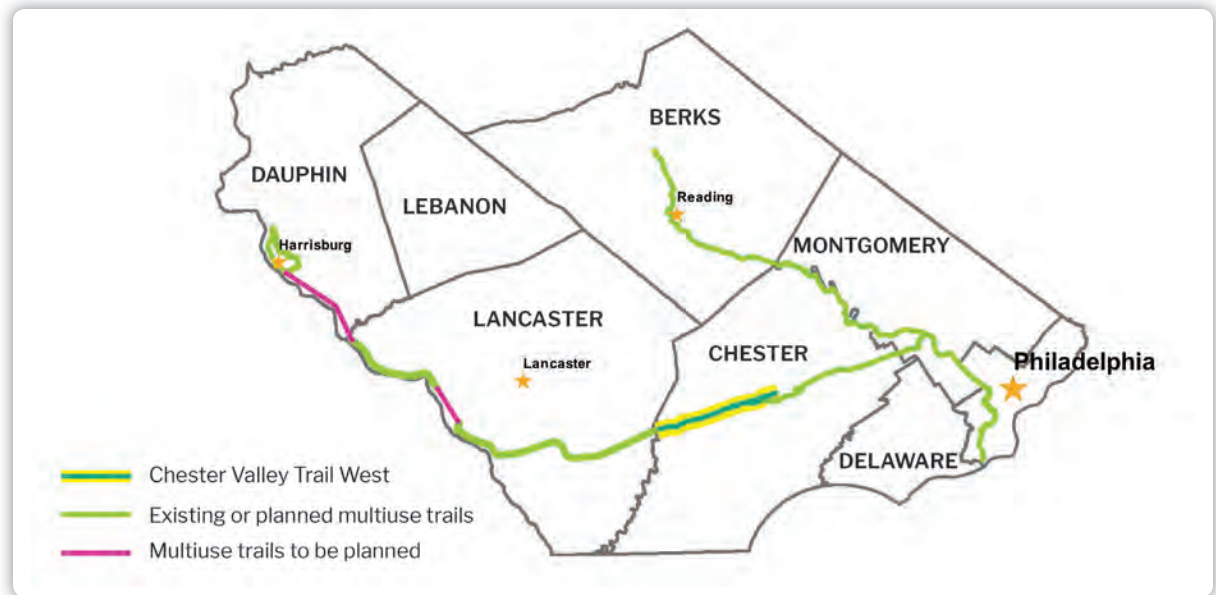 BERKS
DAUPHIN
Reading
LEBANON
Harrisburg
MONTGOMERY
LANCASTER
CHESTER
Lancaster
Philadelphia
DELAWARE
Chester Valley Trail West
Existing or planned multiuse trails
Multiuse trails to be planned